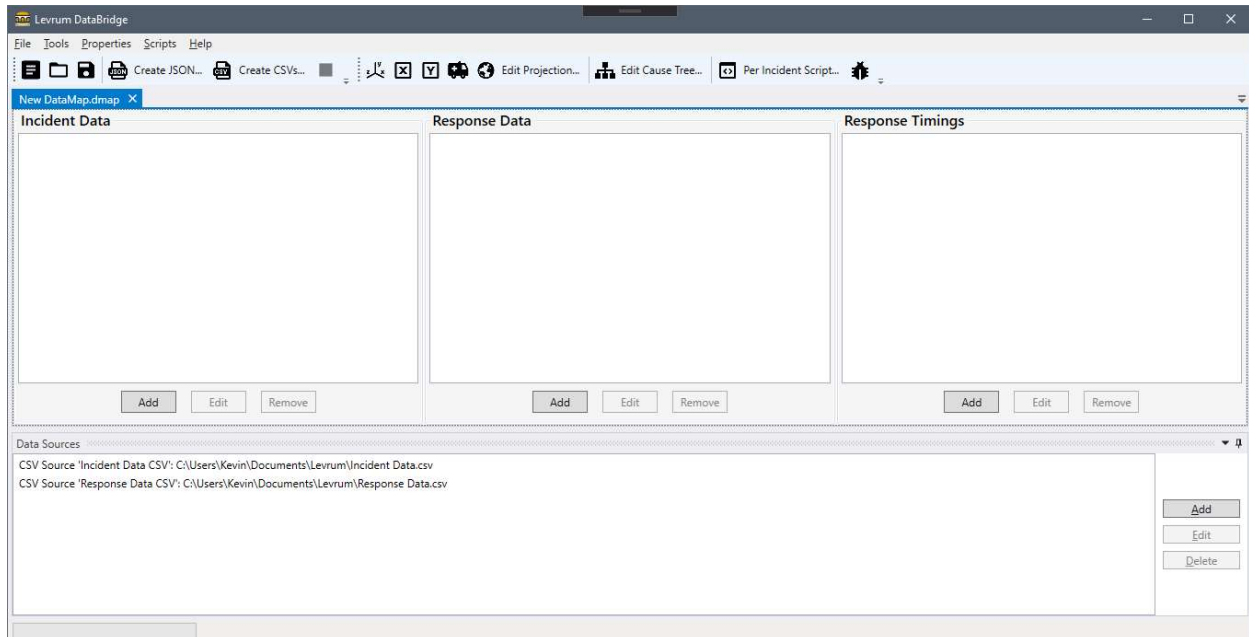 Levrum DataBridge
File Tools Properties Scripts Help
JSON Create JSON... CSV Create CSVs... X Y Edit Projection... Edit Cause Tree... Per Incident Script...
New DataMap.dmap
Incident Data Response Data Response Timings
Add Edit Remove Add Edit Remove Add Edit Remove
Data Sources
CSV Source 'Incident Data CSV': C:\Users\Kevin\Documents\Levrum\Incident Data.csv
CSV Source 'Response Data CSV': C:\Users\Kevin\Documents\Levrum\Response Data.csv
Add
Edit
Delete